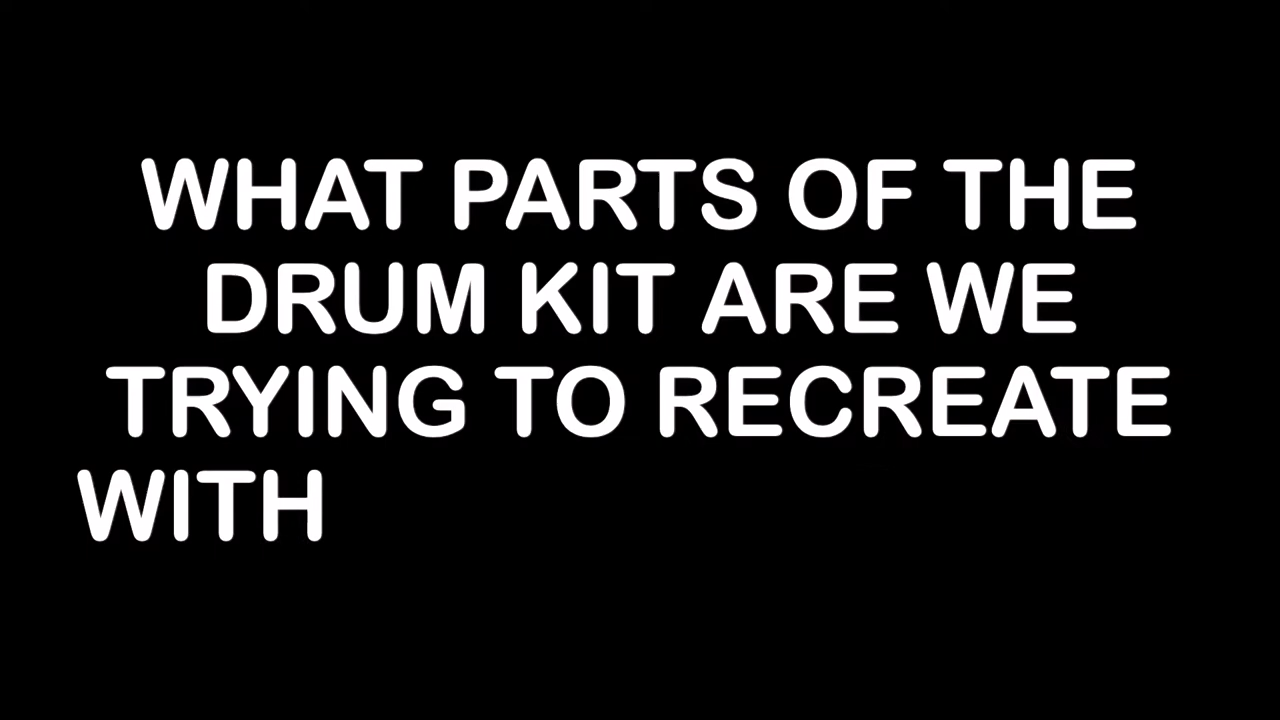 WHAT PARTS OF THE
DRUM KIT ARE WE
TRYING TO RECREATE
WITH